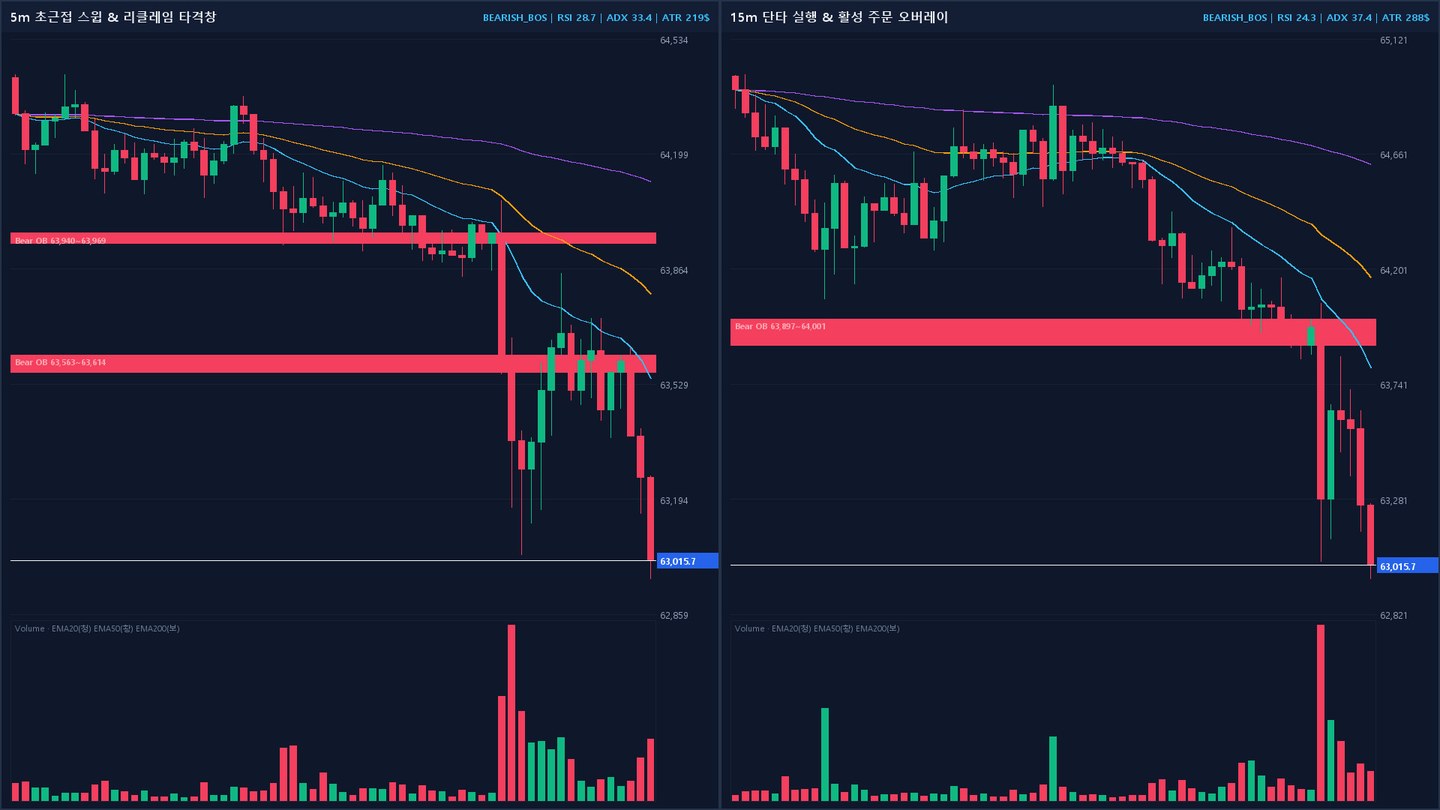 5m 초근접 스윕 & 리클레임 타격창
BEARISH_BOS | RSI 28.7 | ADX 33.4 | ATR 219$
64,534
64,199
Bear OB 63,940~63,969
63,864
Bear OB 63,563~63,614
63,529
63,194
63,015.7
62,859
Volume · EMA20(청) EMA50(황) EMA200(보)
15m 단타 실행 & 활성 주문 오버레이
BEARISH_BOS | RSI 24.3 | ADX 37.4 | ATR 288$
65,121
64,661
64,201
Bear OB 63,897~64,001
63,741
63,281
63,015.7
62,821
Volume · EMA20(청) EMA50(황) EMA200(보)